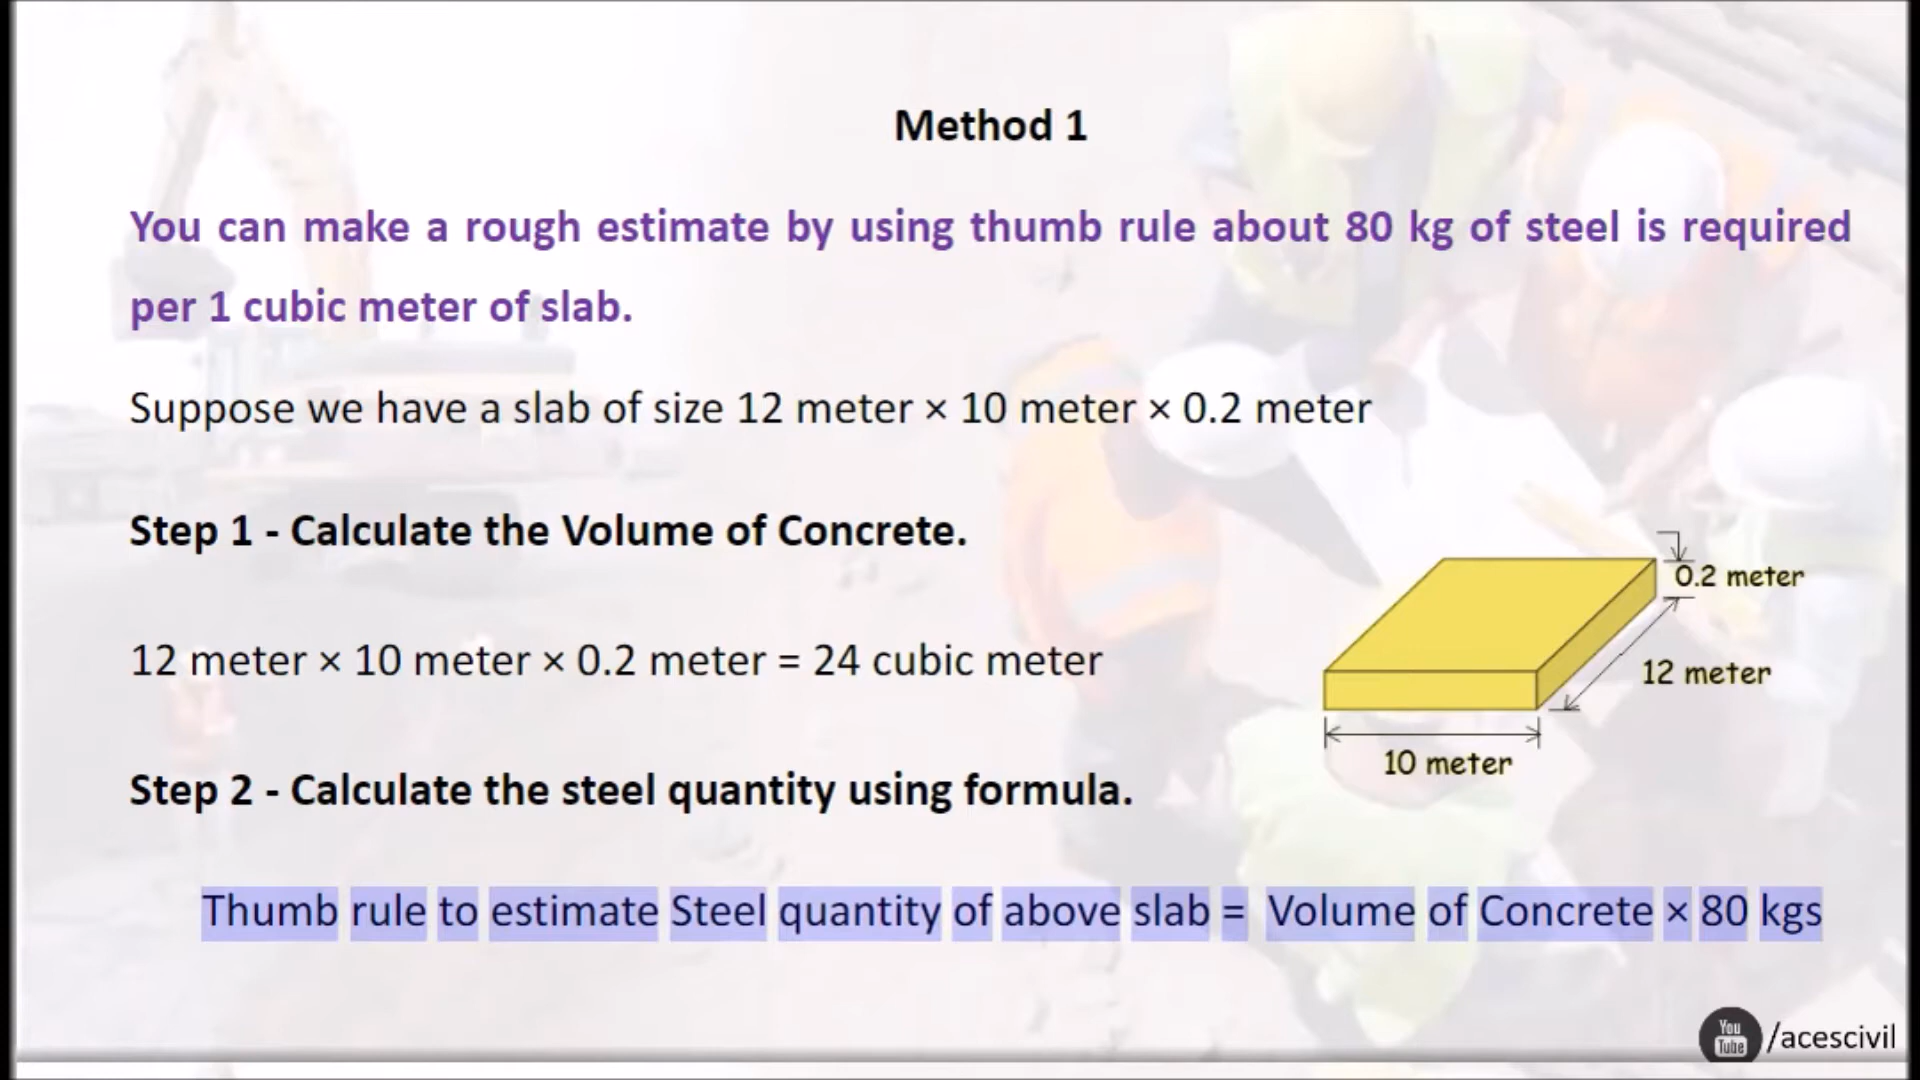 Method 1
You can make a rough estimate by using thumb rule about 80 kg of steel is required
per 1 cubic meter of slab.
Suppose we have a slab of size 12 meter × 10 meter × 0.2 meter
Step 1 - Calculate the Volume of Concrete.
0.2 meter
12 meter × 10 meter × 0.2 meter = 24 cubic meter
12 meter
10 meter
Step 2 - Calculate the steel quantity using formula.
Thumb rule to estimate Steel quantity of above slab = Volume of Concrete × 80 kgs
You
Tube
/acescivil